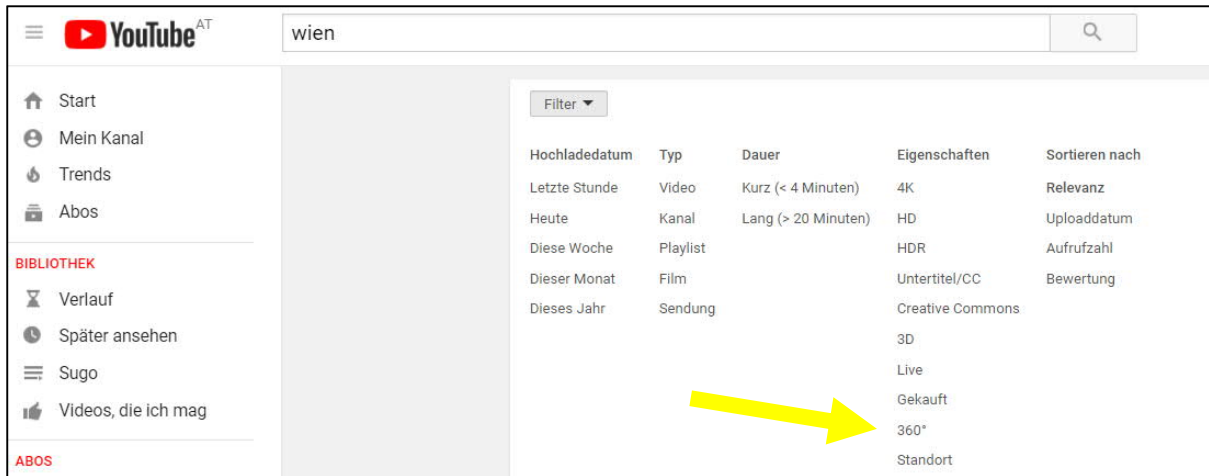 YouTube AT
wien
Start
Mein Kanal
Trends
Abos
BIBLIOTHEK
Verlauf
Später ansehen
Sugo
Videos, die ich mag
ABOS
Filter
Hochladedatum Typ Dauer Eigenschaften Sortieren nach
Letzte Stunde Video Kurz (< 4 Minuten) 4K Relevanz
Heute Kanal Lang (> 20 Minuten) HD Uploaddatum
Diese Woche Playlist HDR Aufrufzahl
Dieser Monat Film Untertitel/CC Bewertung
Dieses Jahr Sendung Creative Commons
3D
Live
Gekauft
360°
Standort